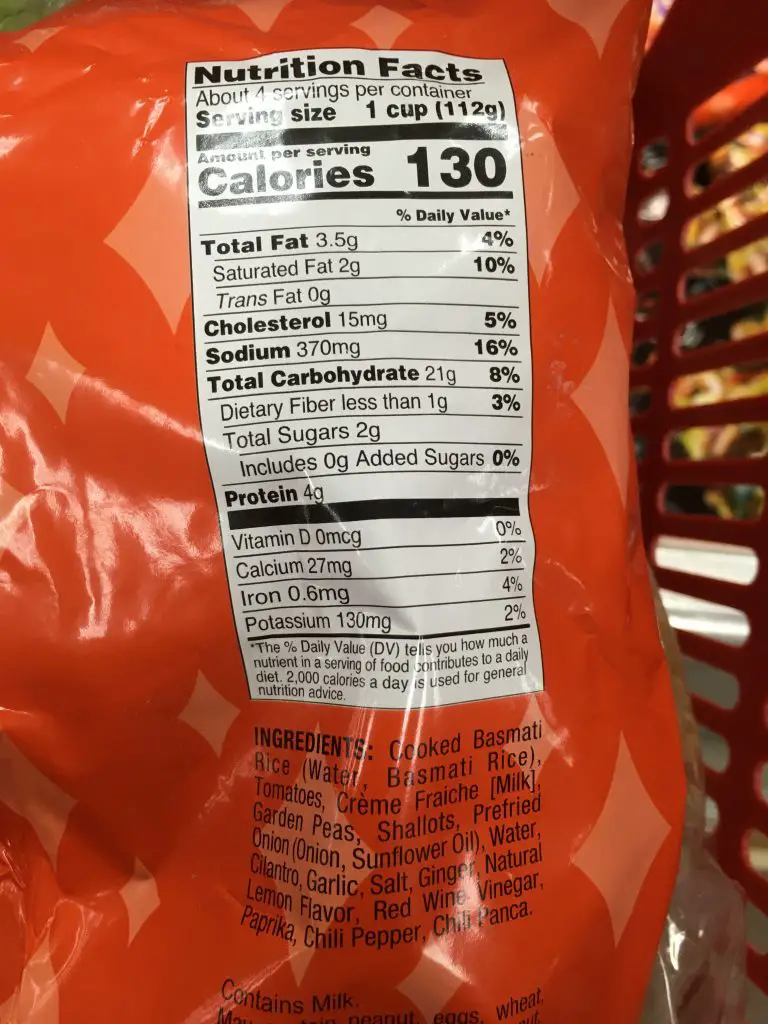 Nutrition Facts
About 4 servings per container
Serving size 1 cup (112g)
Amount per serving
Calories 130
% Daily Value*
Total Fat 3.5g 4%
Saturated Fat 2g 10%
Trans Fat 0g
Cholesterol 15mg 5%
Sodium 370mg 16%
Total Carbohydrate 21g 8%
Dietary Fiber less than 1g 3%
Total Sugars 2g
Includes 0g Added Sugars 0%
Protein 4g
Vitamin D 0mcg 0%
Calcium 27mg 2%
Iron 0.6mg 4%
Potassium 130mg 2%
*The % Daily Value (DV) tells you how much a
nutrient in a serving of food contributes to a daily
diet. 2,000 calories a day is used for general
nutrition advice.
INGREDIENTS: Cooked Basmati
Rice (Water, Basmati Rice),
Tomatoes, Crème Fraiche [Milk],
Garden Peas, Shallots, Prefried
Onion (Onion, Sunflower Oil), Water,
Cilantro, Garlic, Salt, Ginger, Natural
Lemon Flavor, Red Wine Vinegar,
Paprika, Chili Pepper, Chili Panca.
Contains Milk.
peanut, eggs, wheat,